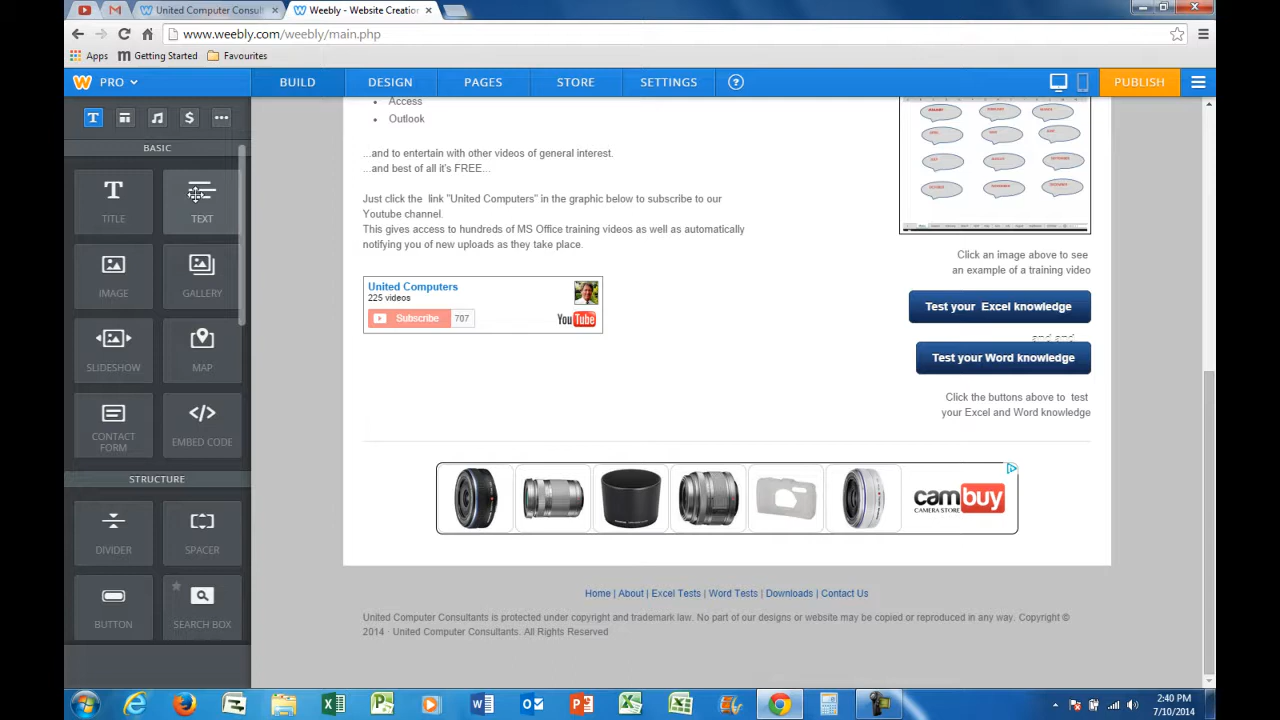 United Computer Consult
Weebly - Website Creation
www.weebly.com/weebly/main.php
Apps
Getting Started
Favourites
PRO
BUILD
DESIGN
PAGES
STORE
SETTINGS
?
PUBLISH
BASIC
TITLE
TEXT
IMAGE
GALLERY
SLIDESHOW
MAP
CONTACT
FORM
EMBED CODE
STRUCTURE
DIVIDER
SPACER
BUTTON
SEARCH BOX
Access
Outlook
...and to entertain with other videos of general interest.
...and best of all it's FREE...
Just click the link "United Computers" in the graphic below to subscribe to our
Youtube channel.
This gives access to hundreds of MS Office training videos as well as automatically
notifying you of new uploads as they take place.
United Computers
225 videos
Subscribe 707
YouTube
Click an image above to see
an example of a training video
Test your Excel knowledge
Test your Word knowledge
Click the buttons above to test
your Excel and Word knowledge
cambuy
CAMERA STORE
Home | About | Excel Tests | Word Tests | Downloads | Contact Us
United Computer Consultants is protected under copyright and trademark law. No part of our designs or website may be copied or reproduced in any way. Copyright ©
2014 · United Computer Consultants. All Rights Reserved
2:40 PM
7/10/2014